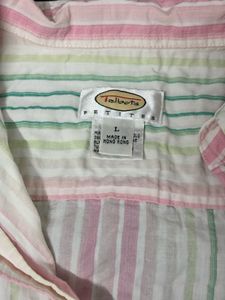 Talbots
PETITES
L
MADE IN
HONG KONG